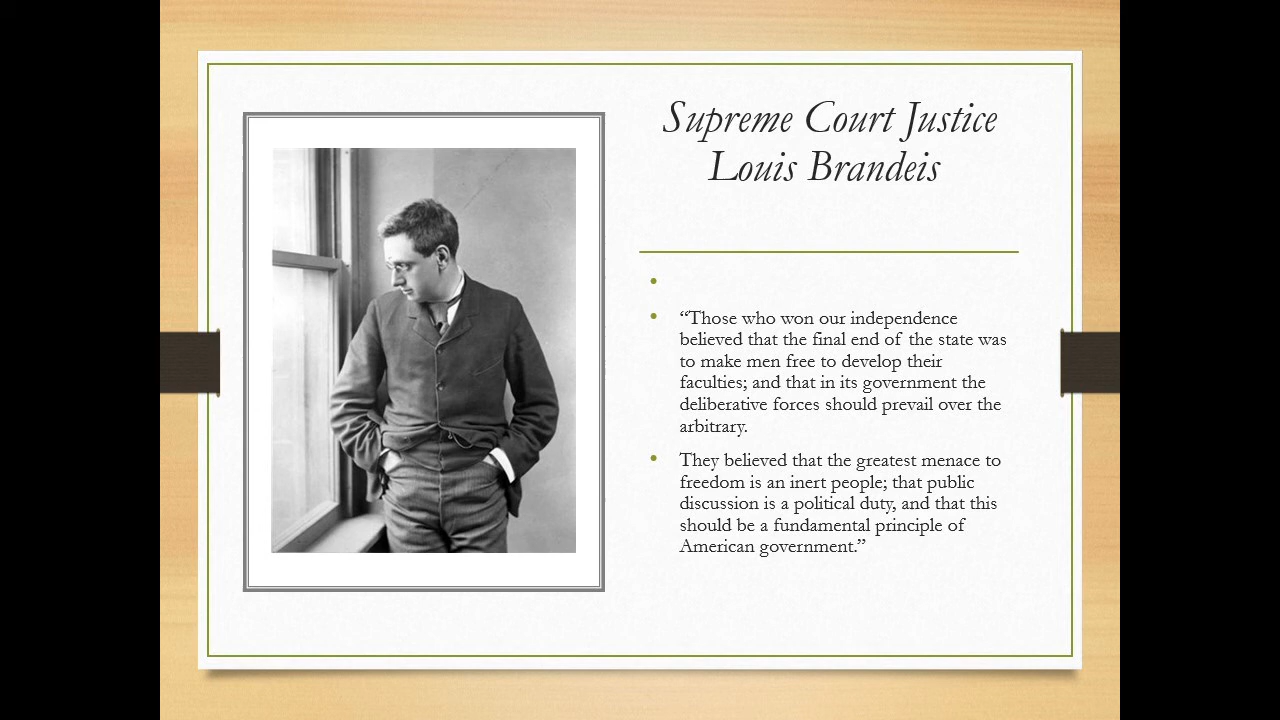 Supreme Court Justice
Louis Brandeis
“Those who won our independence
believed that the final end of the state was
to make men free to develop their
faculties; and that in its government the
deliberative forces should prevail over the
arbitrary.
They believed that the greatest menace to
freedom is an inert people; that public
discussion is a political duty, and that this
should be a fundamental principle of
American government.”